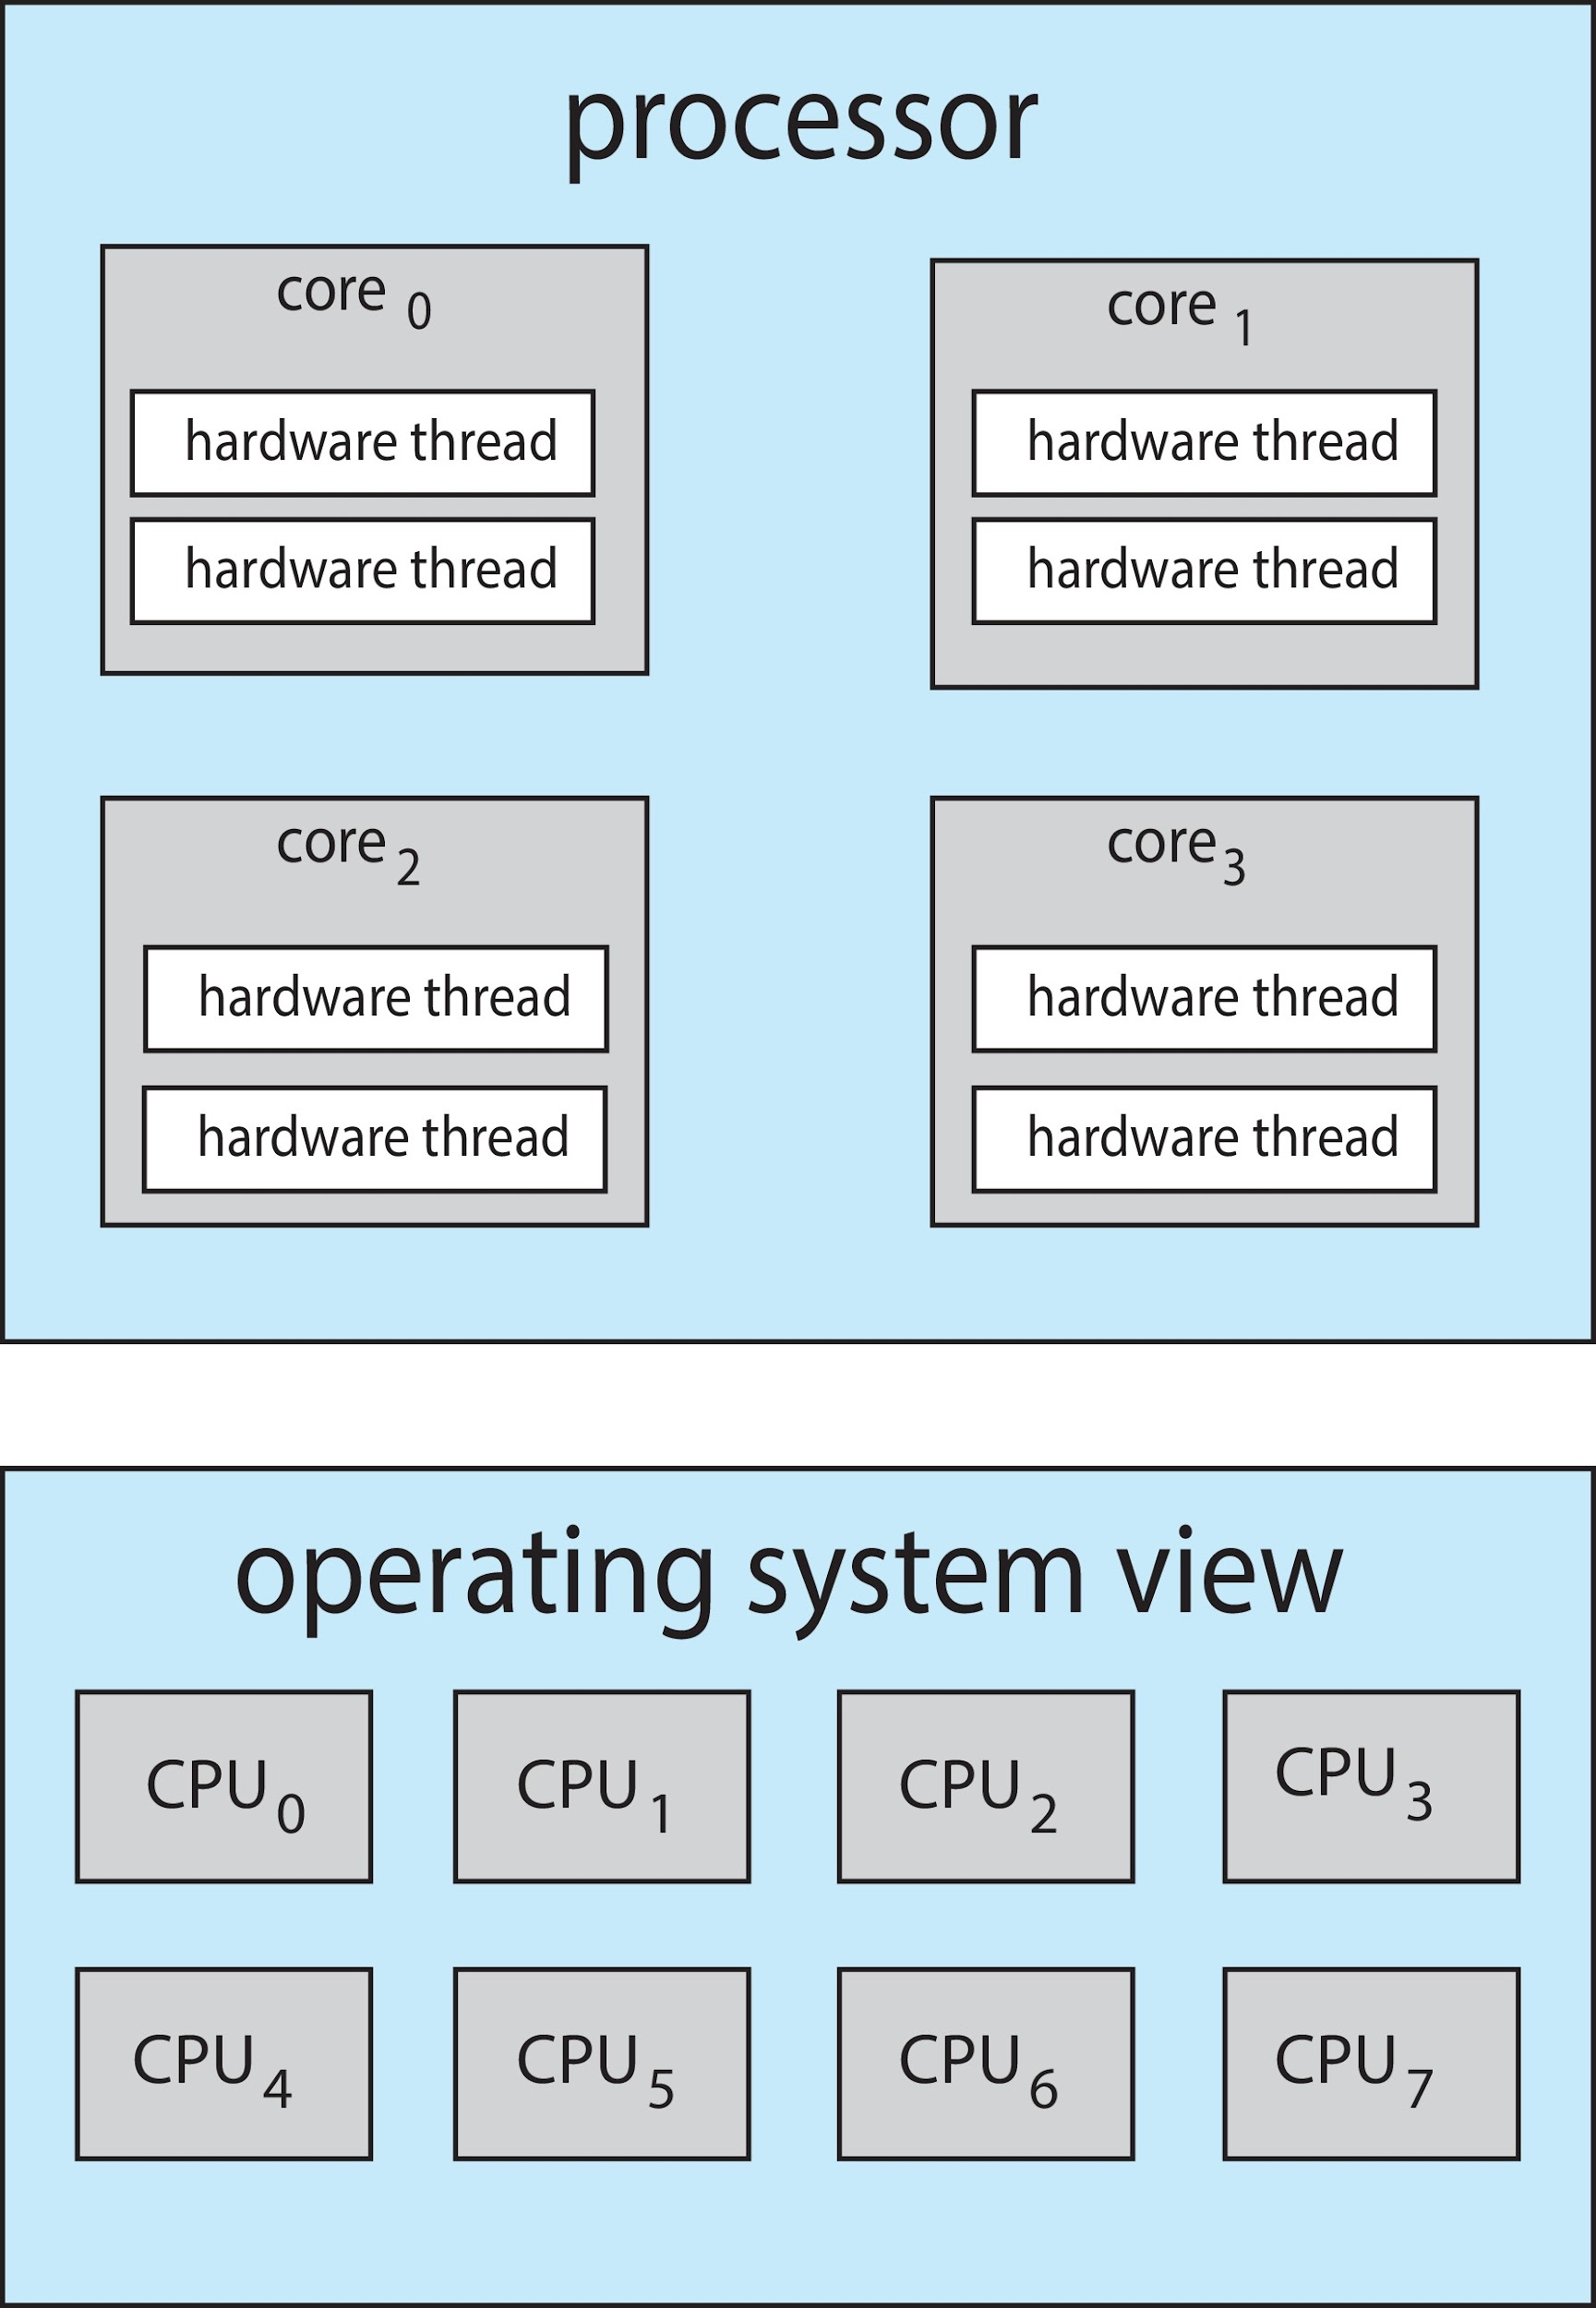 processor
core 0
core 1
hardware thread
hardware thread
hardware thread
hardware thread
core 2
core 3
hardware thread
hardware thread
hardware thread
hardware thread
operating system view
CPU 0
CPU 1
CPU 2
CPU 3
CPU 4
CPU 5
CPU 6
CPU 7